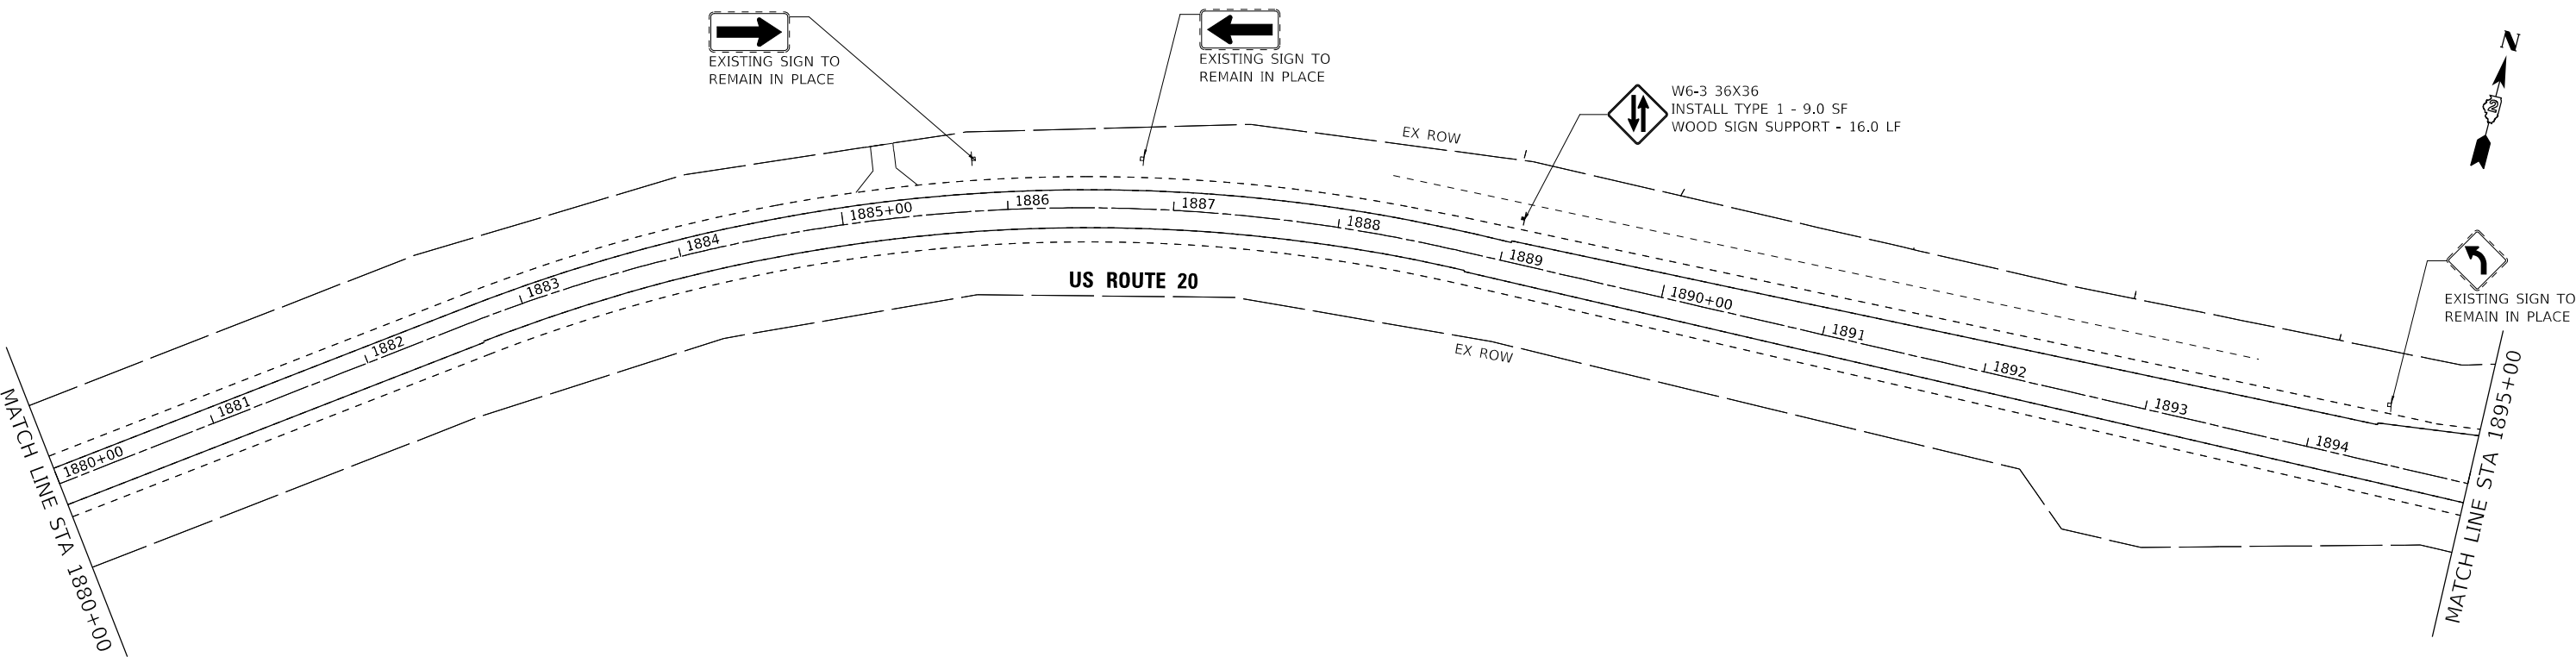 EXISTING SIGN TO
REMAIN IN PLACE
EXISTING SIGN TO
REMAIN IN PLACE
W6-3 36X36
INSTALL TYPE 1 - 9.0 SF
WOOD SIGN SUPPORT - 16.0 LF
N
2
EX ROW
1880+00
1881
1882
1883
1884
1885+00
1886
1887
1888
1889
1890+00
1891
1892
1893
1894
US ROUTE 20
EX ROW
EXISTING SIGN TO
REMAIN IN PLACE
MATCH LINE STA 1880+00
MATCH LINE STA 1895+00